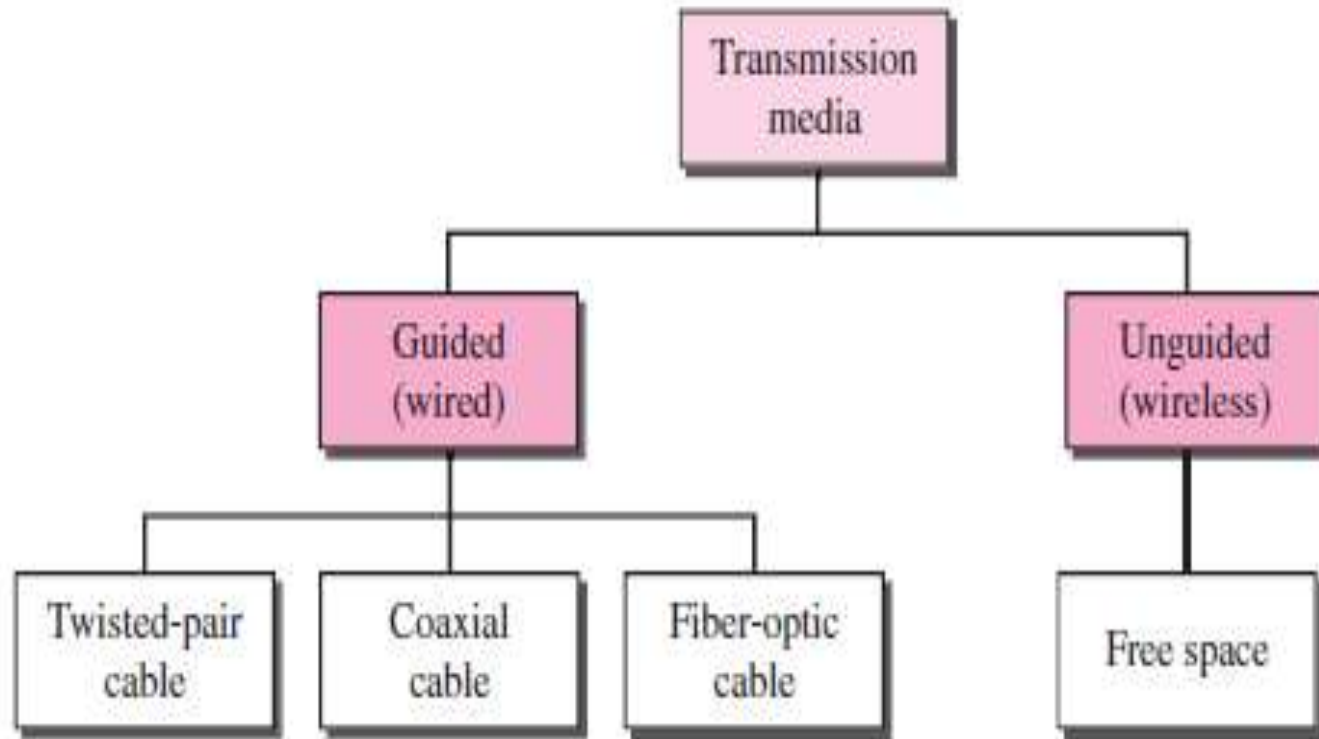 Transmission
media
Guided
(wired)
Unguided
(wireless)
Twisted-pair
cable
Coaxial
cable
Fiber-optic
cable
Free space